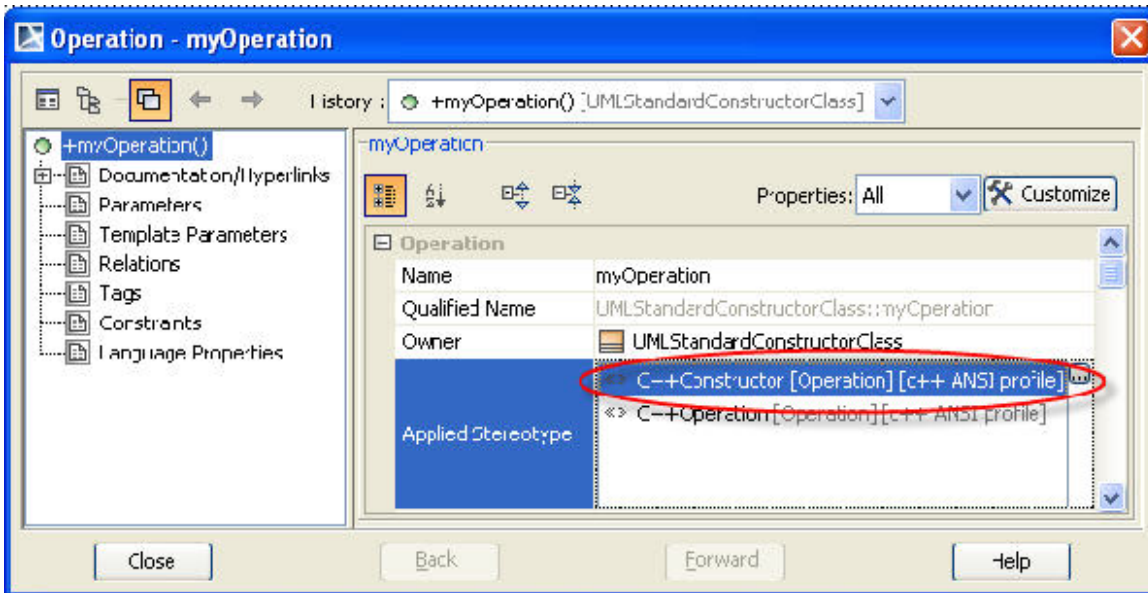 Operation - myOperation
History : +myOperation() [UMLStandardConstructorClass]
+myOperation()
Documentation/Hyperlinks
Parameters
Template Parameters
Relations
Tags
Constraints
Language Properties
myOperation
Properties: All Customize
Operation
Name myOperation
Qualified Name UMLStandardConstructorClass::myOperation
Owner UMLStandardConstructorClass
Applied Stereotype
«» C++Constructor [Operation] [c++ ANSI profile] ...
«» C++Operation [Operation] [c++ ANSI profile]
Close Back Forward Help